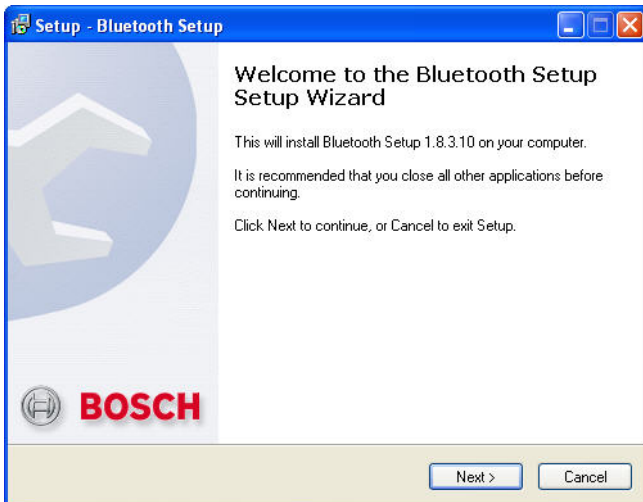 Setup - Bluetooth Setup
Welcome to the Bluetooth Setup
Setup Wizard
This will install Bluetooth Setup 1.8.3.10 on your computer.
It is recommended that you close all other applications before
continuing.
Click Next to continue, or Cancel to exit Setup.
BOSCH
Next >
Cancel